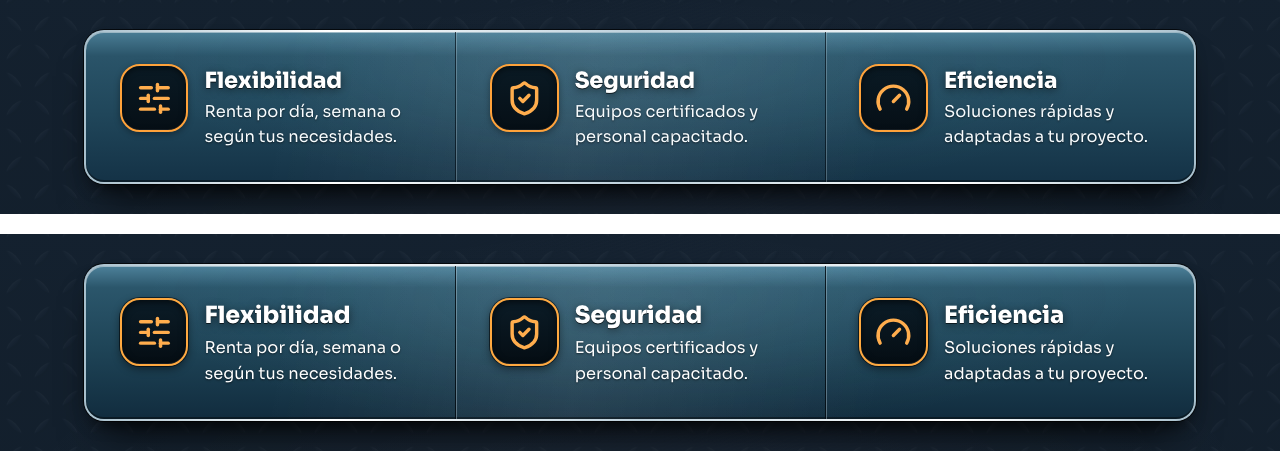 Flexibilidad
Renta por día, semana o
según tus necesidades.
Seguridad
Equipos certificados y
personal capacitado.
Eficiencia
Soluciones rápidas y
adaptadas a tu proyecto.
Flexibilidad
Renta por día, semana o
según tus necesidades.
Seguridad
Equipos certificados y
personal capacitado.
Eficiencia
Soluciones rápidas y
adaptadas a tu proyecto.